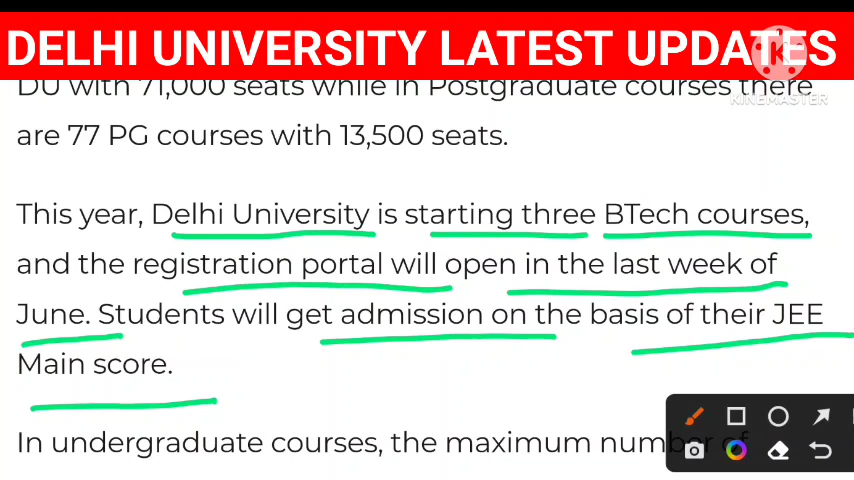 DELHI UNIVERSITY LATEST UPDATES
KINEMASTER
DU with 71,000 seats while in Postgraduate courses there
are 77 PG courses with 13,500 seats.
This year, Delhi University is starting three BTech courses,
and the registration portal will open in the last week of
June. Students will get admission on the basis of their JEE
Main score.
In undergraduate courses, the maximum number of